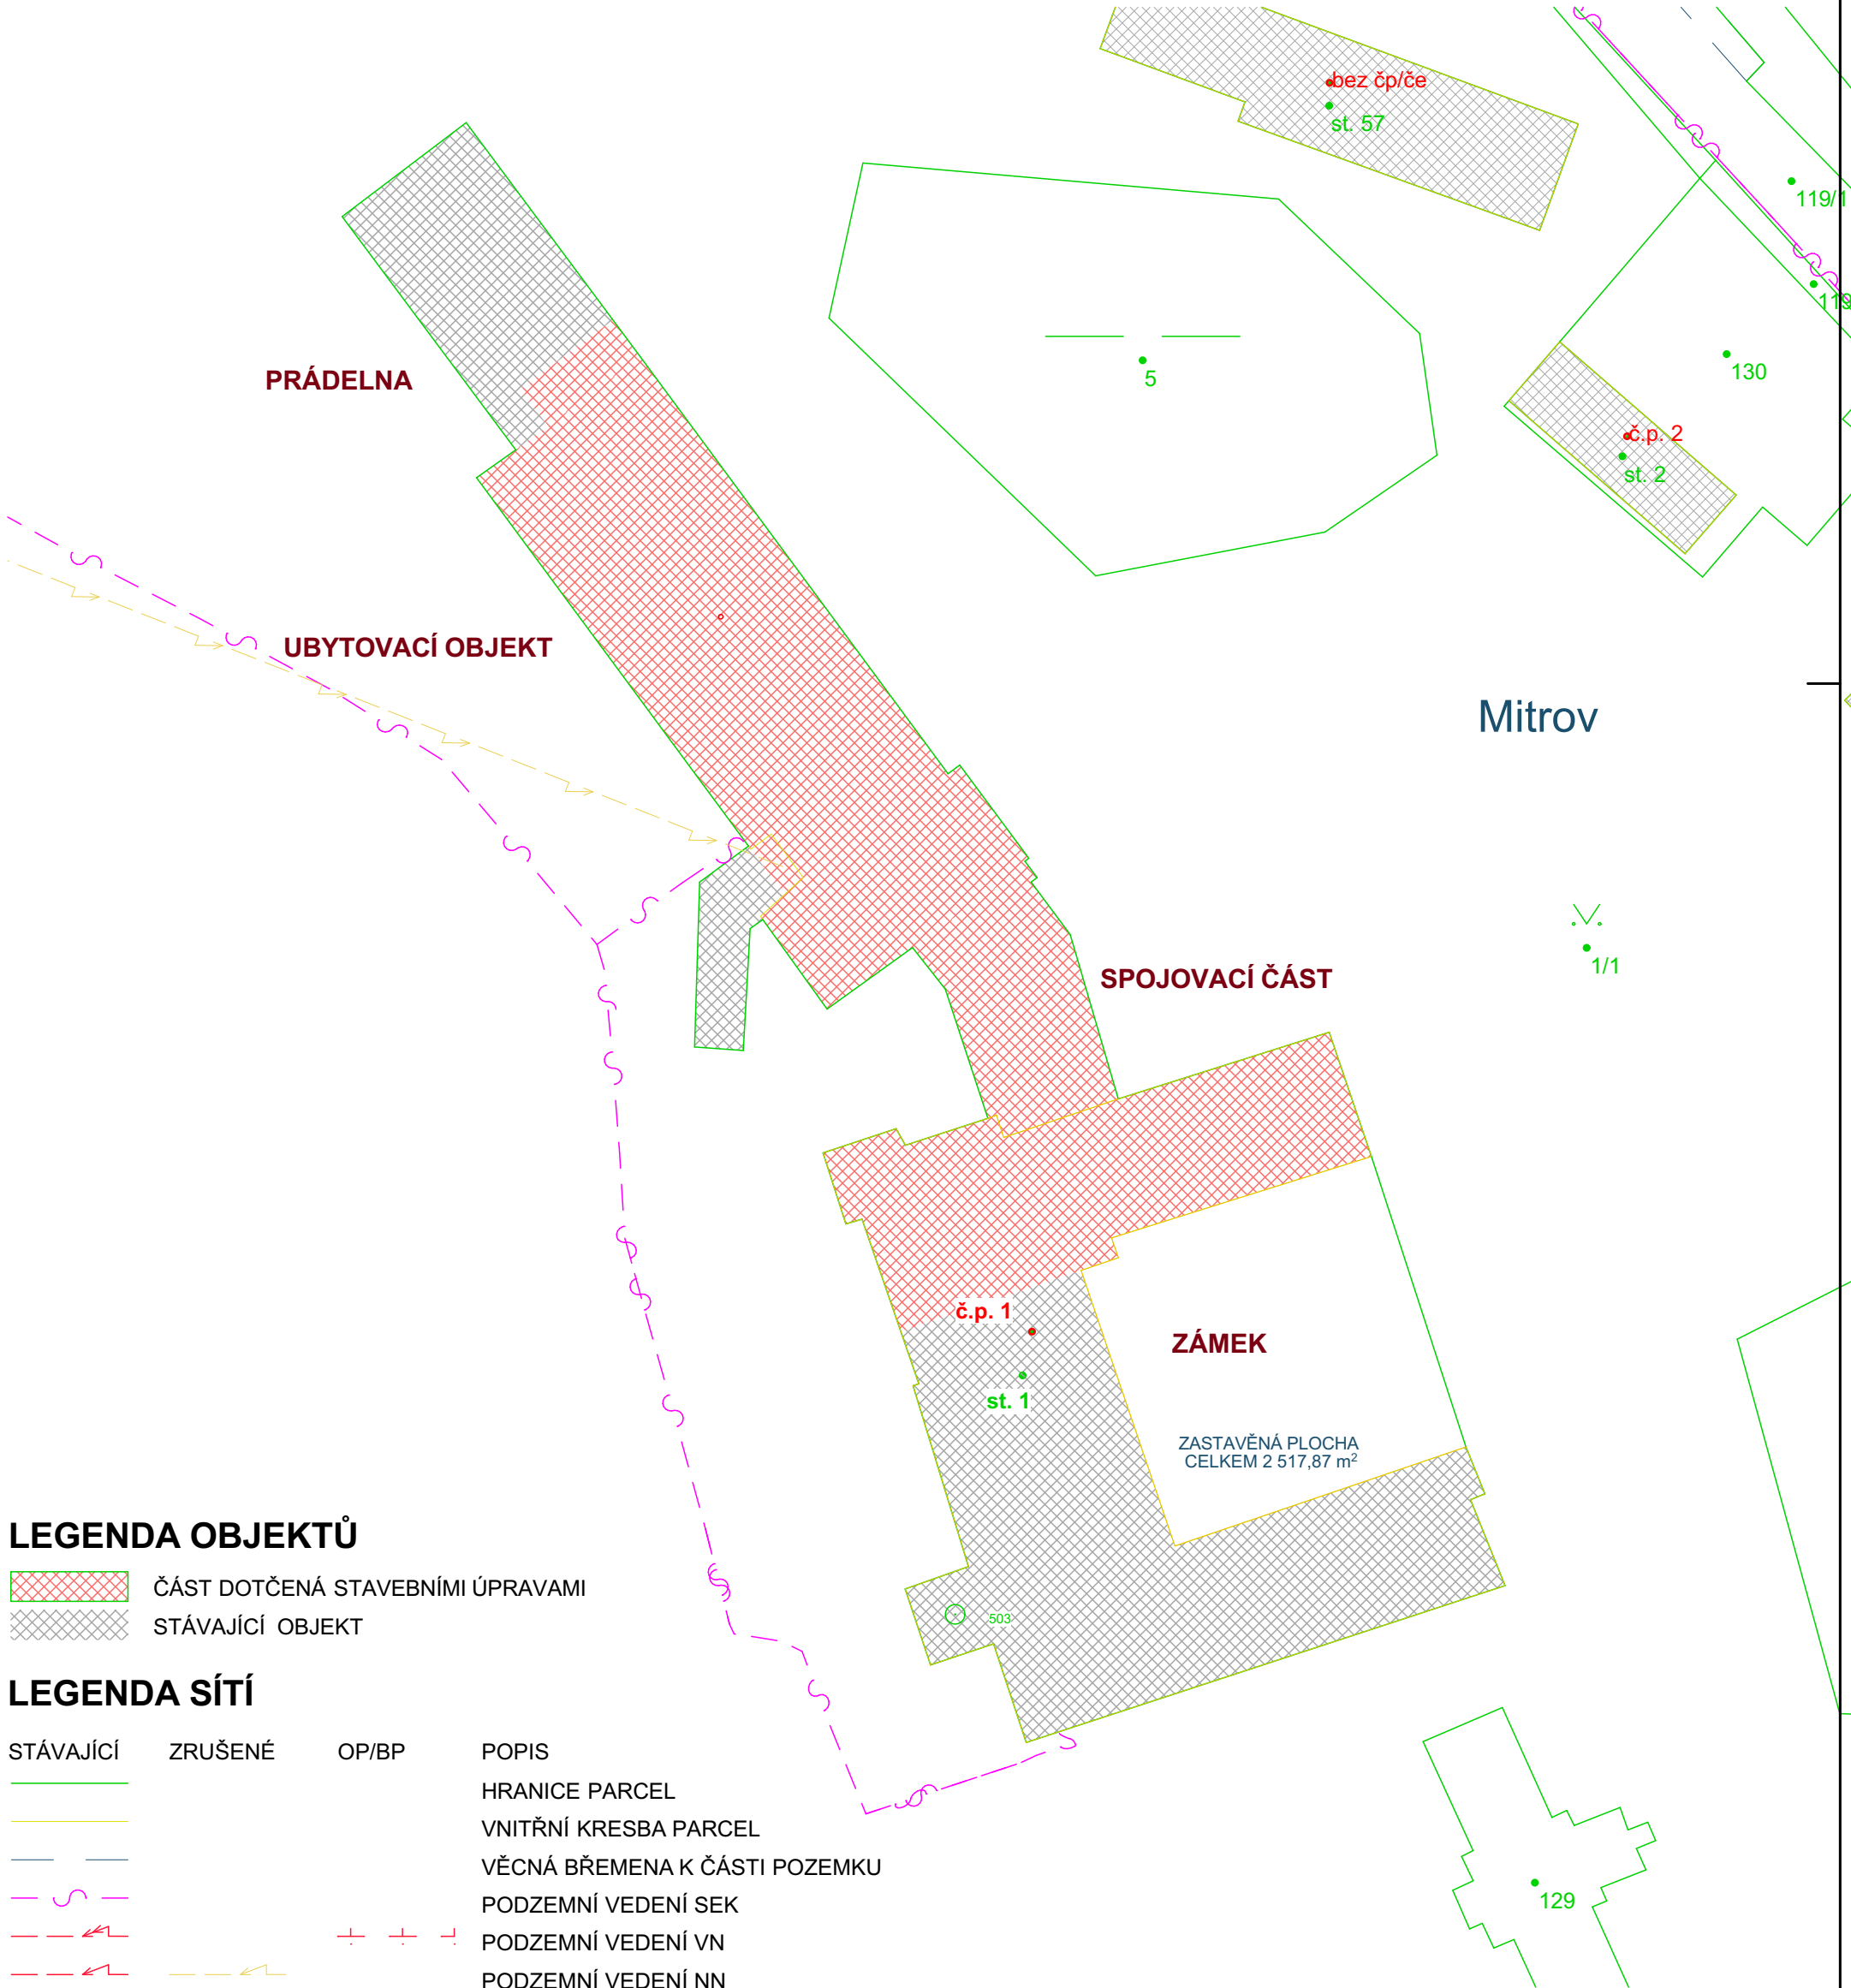 bez čp/če
st. 57
119/1
5
130
č.p. 2
st. 2
PRÁDELNA
UBYTOVACÍ OBJEKT
Mitrov
1/1
SPOJOVACÍ ČÁST
č.p. 1
ZÁMEK
st. 1
ZASTAVĚNÁ PLOCHA
CELKEM 2 517,87 m²
503
LEGENDA OBJEKTŮ
ČÁST DOTČENÁ STAVEBNÍMI ÚPRAVAMI
STÁVAJÍCÍ OBJEKT
LEGENDA SÍTÍ
STÁVAJÍCÍ ZRUŠENÉ OP/BP POPIS
HRANICE PARCEL
VNITŘNÍ KRESBA PARCEL
VĚCNÁ BŘEMENA K ČÁSTI POZEMKU
PODZEMNÍ VEDENÍ SEK
PODZEMNÍ VEDENÍ VN
PODZEMNÍ VEDENÍ NN
129